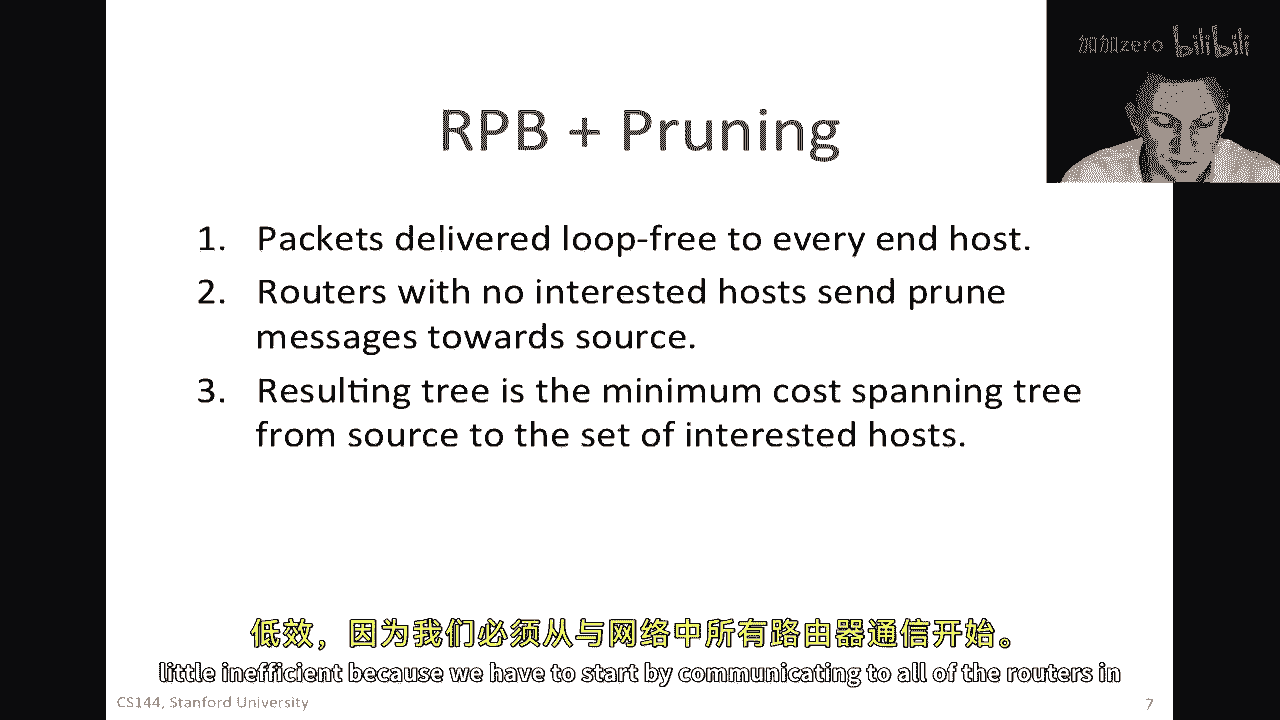 加加zero bilibili
RPB + Pruning
1. Packets delivered loop-free to every end host.
2. Routers with no interested hosts send prune
messages towards source.
3. Resulting tree is the minimum cost spanning tree
from source to the set of interested hosts.
低效，因为我们必须从与网络中所有路由器通信开始。
little inefficient because we have to start by communicating to all of the routers in
CS144, Stanford University
7